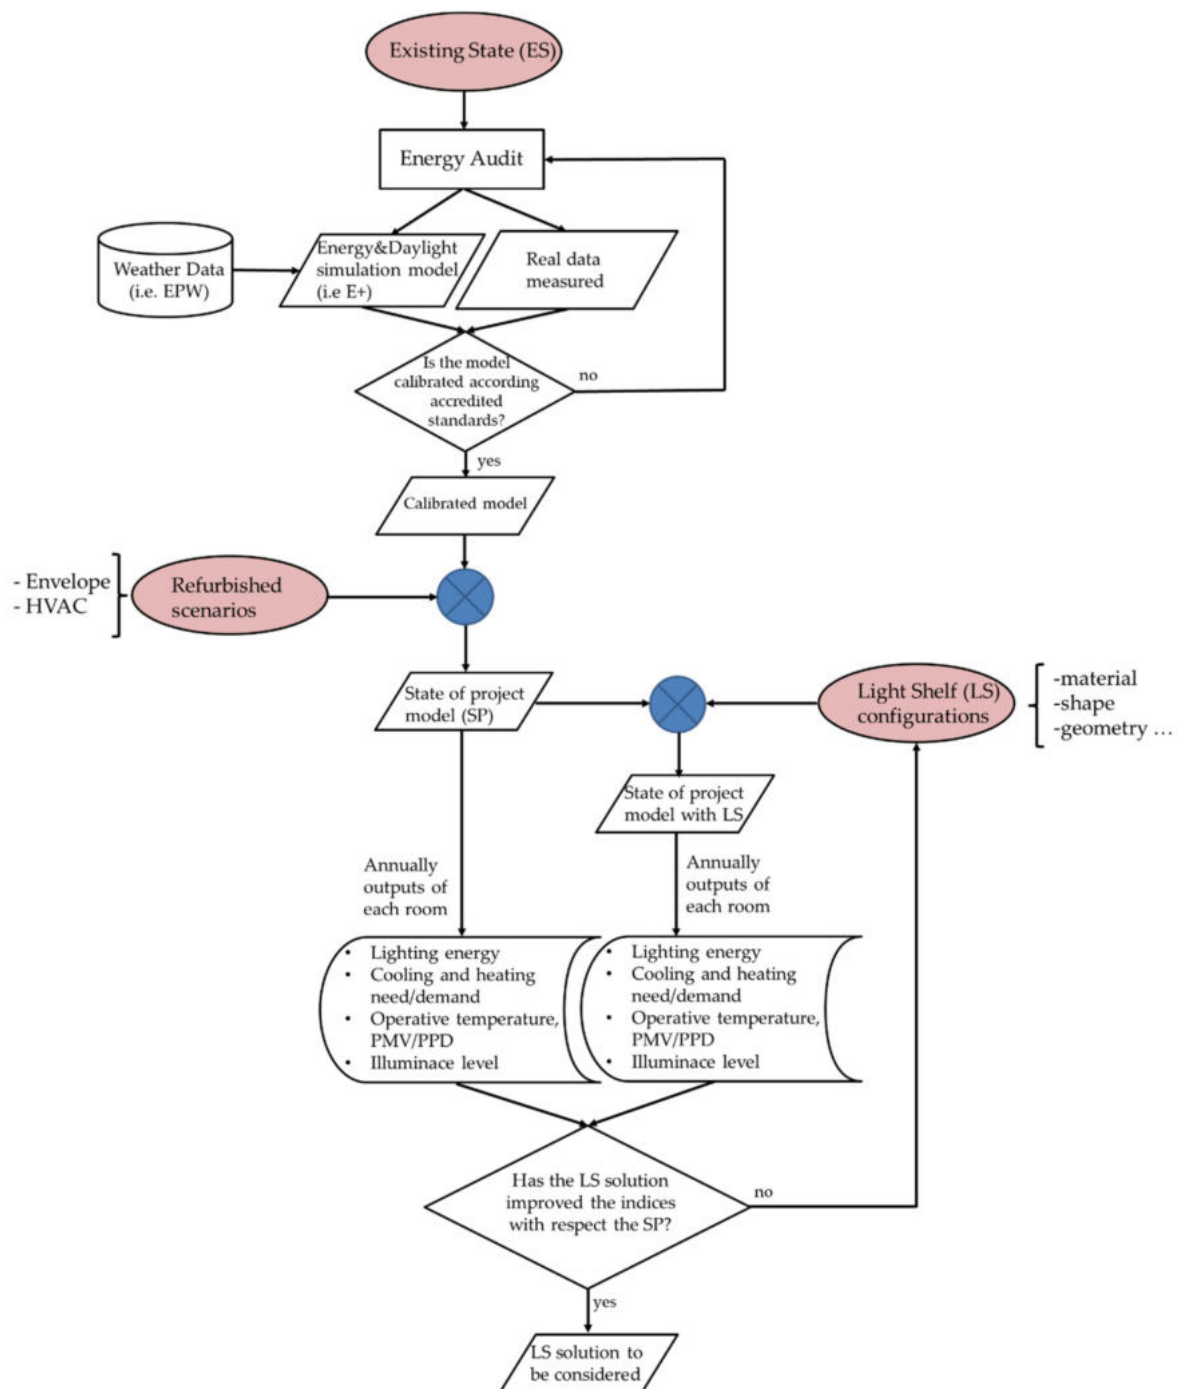 Existing State (ES)
Energy Audit
Weather Data
(i.e. EPW)
Energy&Daylight
simulation model
(i.e E+)
Real data
measured
Is the model
calibrated according
accredited
standards?
no
yes
Calibrated model
- Envelope
- HVAC
Refurbished
scenarios
State of project
model (SP)
Light Shelf (LS)
configurations
-material
-shape
-geometry ...
State of project
model with LS
Annually
outputs of
each room
Annually
outputs of
each room
• Lighting energy
• Cooling and heating
need/demand
• Operative temperature,
PMV/PPD
• Illuminace level
• Lighting energy
• Cooling and heating
need/demand
• Operative temperature,
PMV/PPD
• Illuminace level
Has the LS solution
improved the indices
with respect the SP?
no
yes
LS solution to
be considered